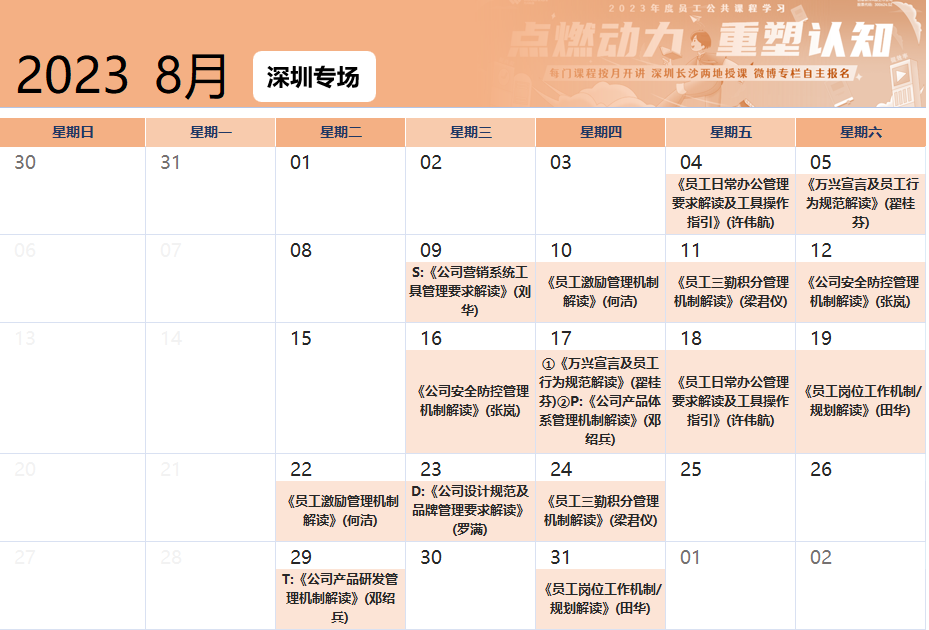 2023年度员工公共课程学习
点燃动力 重塑认知
每门课程按月开讲 深圳长沙两地授课 微博专栏自主报名
2023 8月
深圳专场
星期日 星期一 星期二 星期三 星期四 星期五 星期六
30 31 01 02 03 04 05
《员工日常办公管理
要求解读及工具操作
指引》(许伟航)
《万兴宣言及员工行
为规范解读》(翟桂
芬)
06 07 08 09 10 11 12
S:《公司营销系统工
具管理要求解读》(刘
华)
《员工激励管理机制
解读》(何洁)
《员工三勤积分管理
机制解读》(梁君仪)
《公司安全防控管理
机制解读》(张岚)
13 14 15 16 17 18 19
《公司安全防控管理
机制解读》(张岚)
①《万兴宣言及员工
行为规范解读》(翟桂
芬)②P:《公司产品体
系管理机制解读》(邓
绍兵)
《员工日常办公管理
要求解读及工具操作
指引》(许伟航)
《员工岗位工作机制/
规划解读》(田华)
20 21 22 23 24 25 26
《员工激励管理机制
解读》(何洁)
D:《公司设计规范及
品牌管理要求解读》
(罗满)
《员工三勤积分管理
机制解读》(梁君仪)
27 28 29 30 31 01 02
T:《公司产品研发管
理机制解读》(邓绍
兵)
《员工岗位工作机制/
规划解读》(田华)